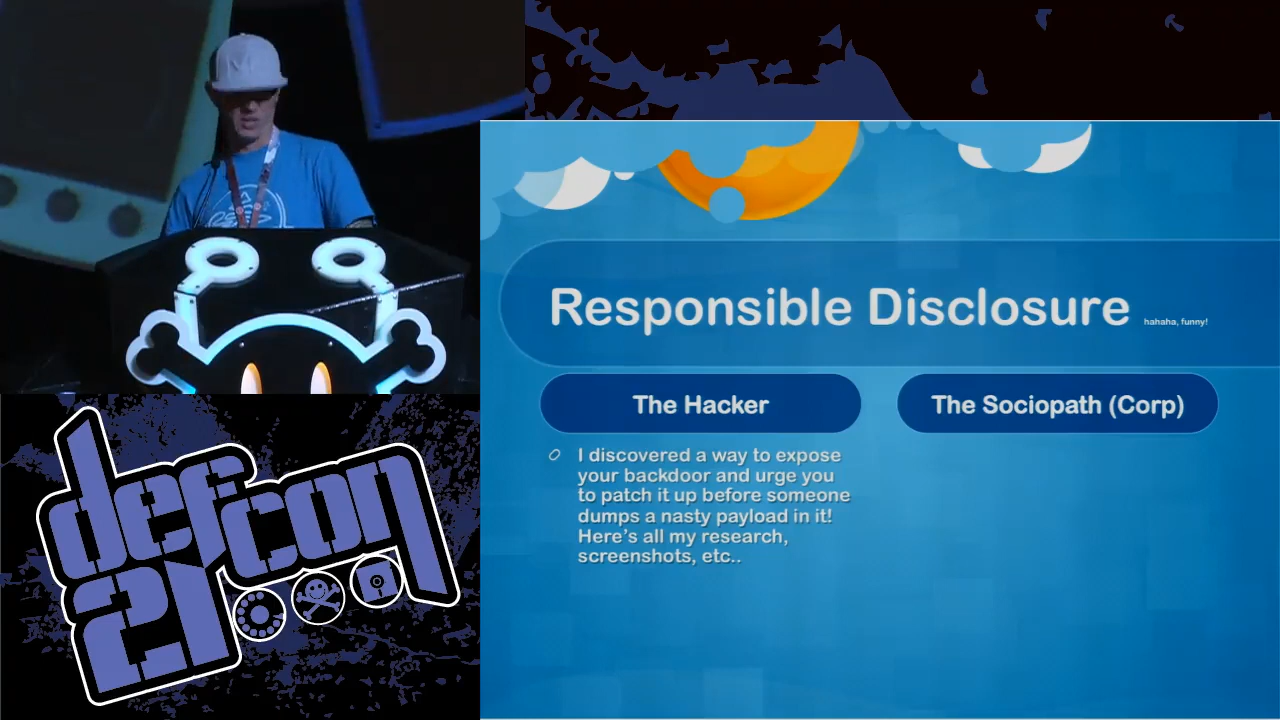 Responsible Disclosure hahaha, funny!
The Hacker
The Sociopath (Corp)
I discovered a way to expose
your backdoor and urge you
to patch it up before someone
dumps a nasty payload in it!
Here's all my research,
screenshots, etc..
defcon
21